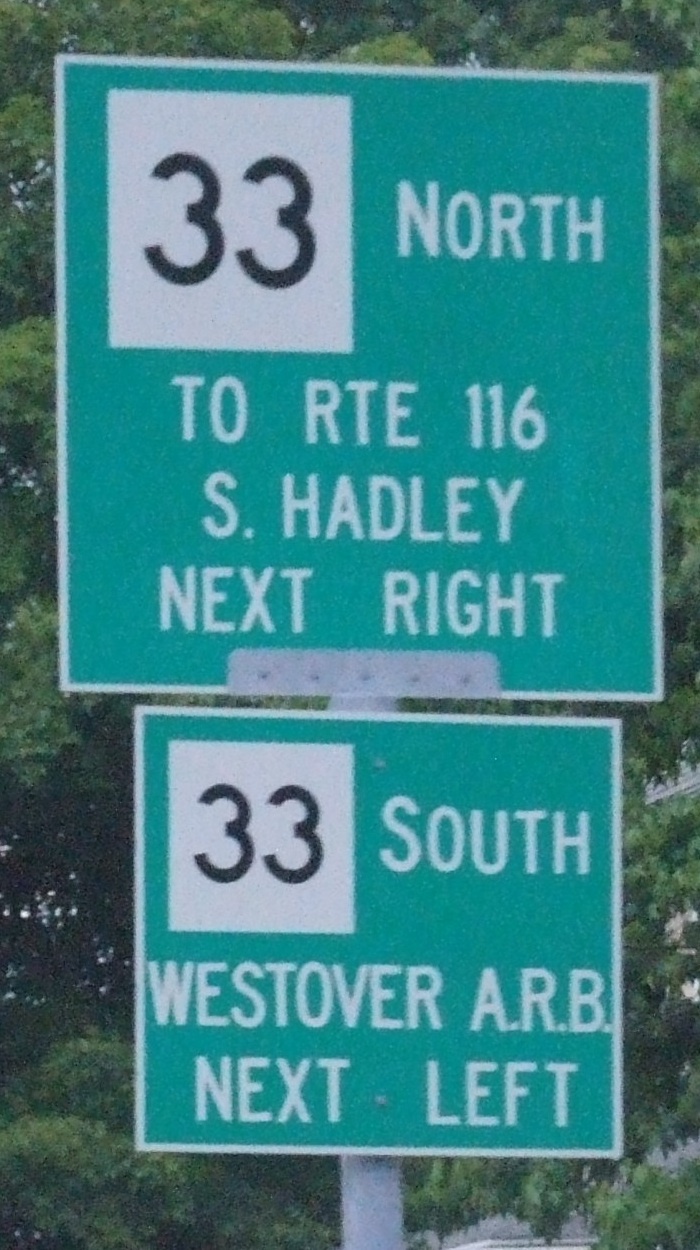 33 NORTH
TO RTE 116
S. HADLEY
NEXT RIGHT
33 SOUTH
WESTOVER A.R.B.
NEXT LEFT